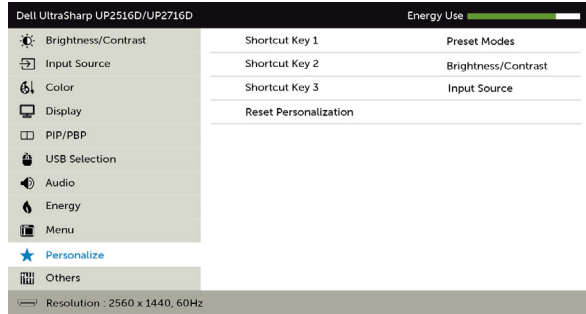 Dell UltraSharp UP2516D/UP2716D Energy Use
Brightness/Contrast Shortcut Key 1 Preset Modes
Input Source Shortcut Key 2 Brightness/Contrast
Color Shortcut Key 3 Input Source
Display Reset Personalization
PIP/PBP
USB Selection
Audio
Energy
Menu
Personalize
Others
Resolution : 2560 x 1440, 60Hz